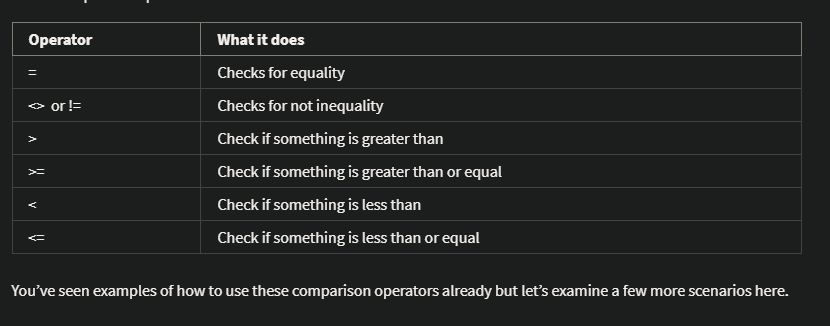 Operator What it does
= Checks for equality
<> or != Checks for not inequality
> Check if something is greater than
>= Check if something is greater than or equal
< Check if something is less than
<= Check if something is less than or equal
You've seen examples of how to use these comparison operators already but let's examine a few more scenarios here.